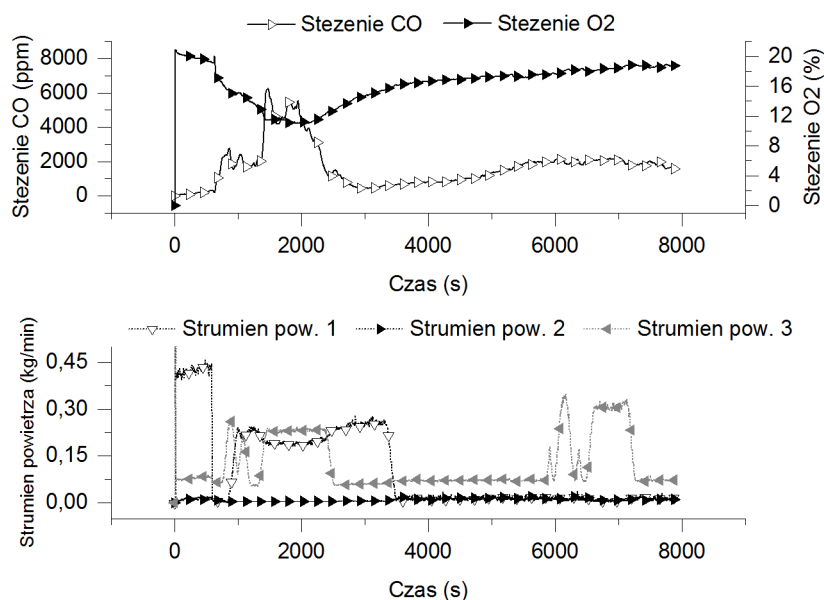 Stezenie CO Stezenie O2
Stezenie CO (ppm)
8000
6000
4000
2000
0
Stezenie O2 (%)
20
16
12
8
4
0
0 2000 4000 6000 8000
Czas (s)
Strumien pow. 1 Strumien pow. 2 Strumien pow. 3
Strumien powietrza (kg/min)
0,45
0,30
0,15
0,00
0 2000 4000 6000 8000
Czas (s)